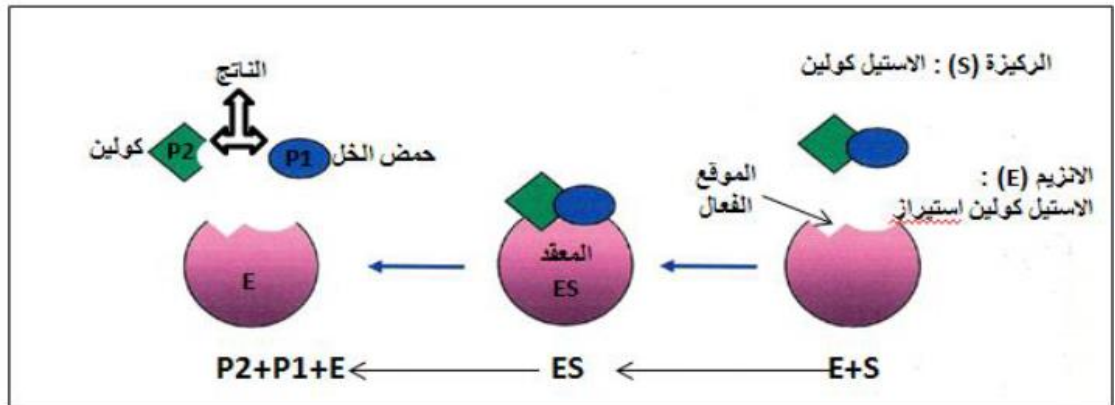 الركيزة (S) : الاستيل كولين
الناتج
كولين
P2
P1
حمض الخل
الانزيم (E) :
الاستيل كولين استيراز
الموقع
الفعال
المعقد
ES
E
E+S
ES
P2+P1+E